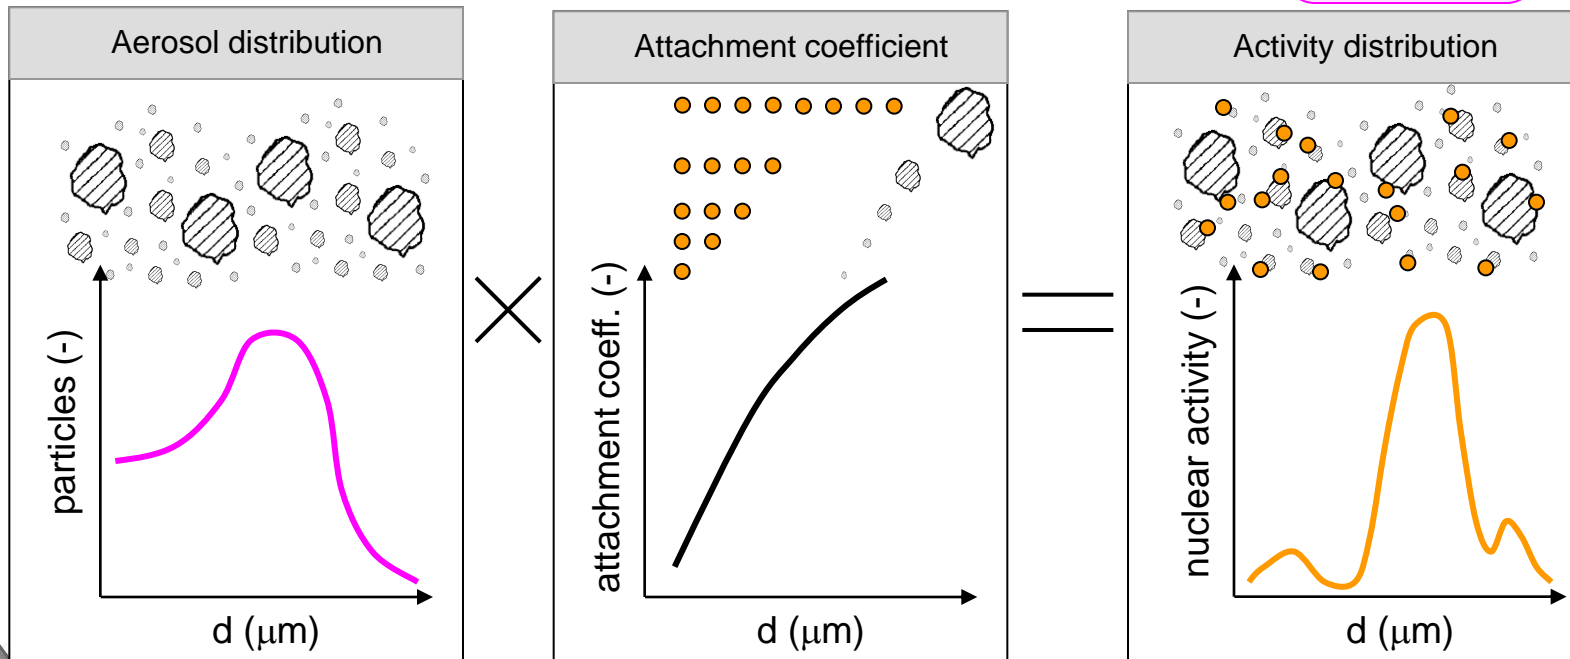 Aerosol distribution
Attachment coefficient
Activity distribution
particles (-)
d (μm)
attachment coeff. (-)
d (μm)
nuclear activity (-)
d (μm)